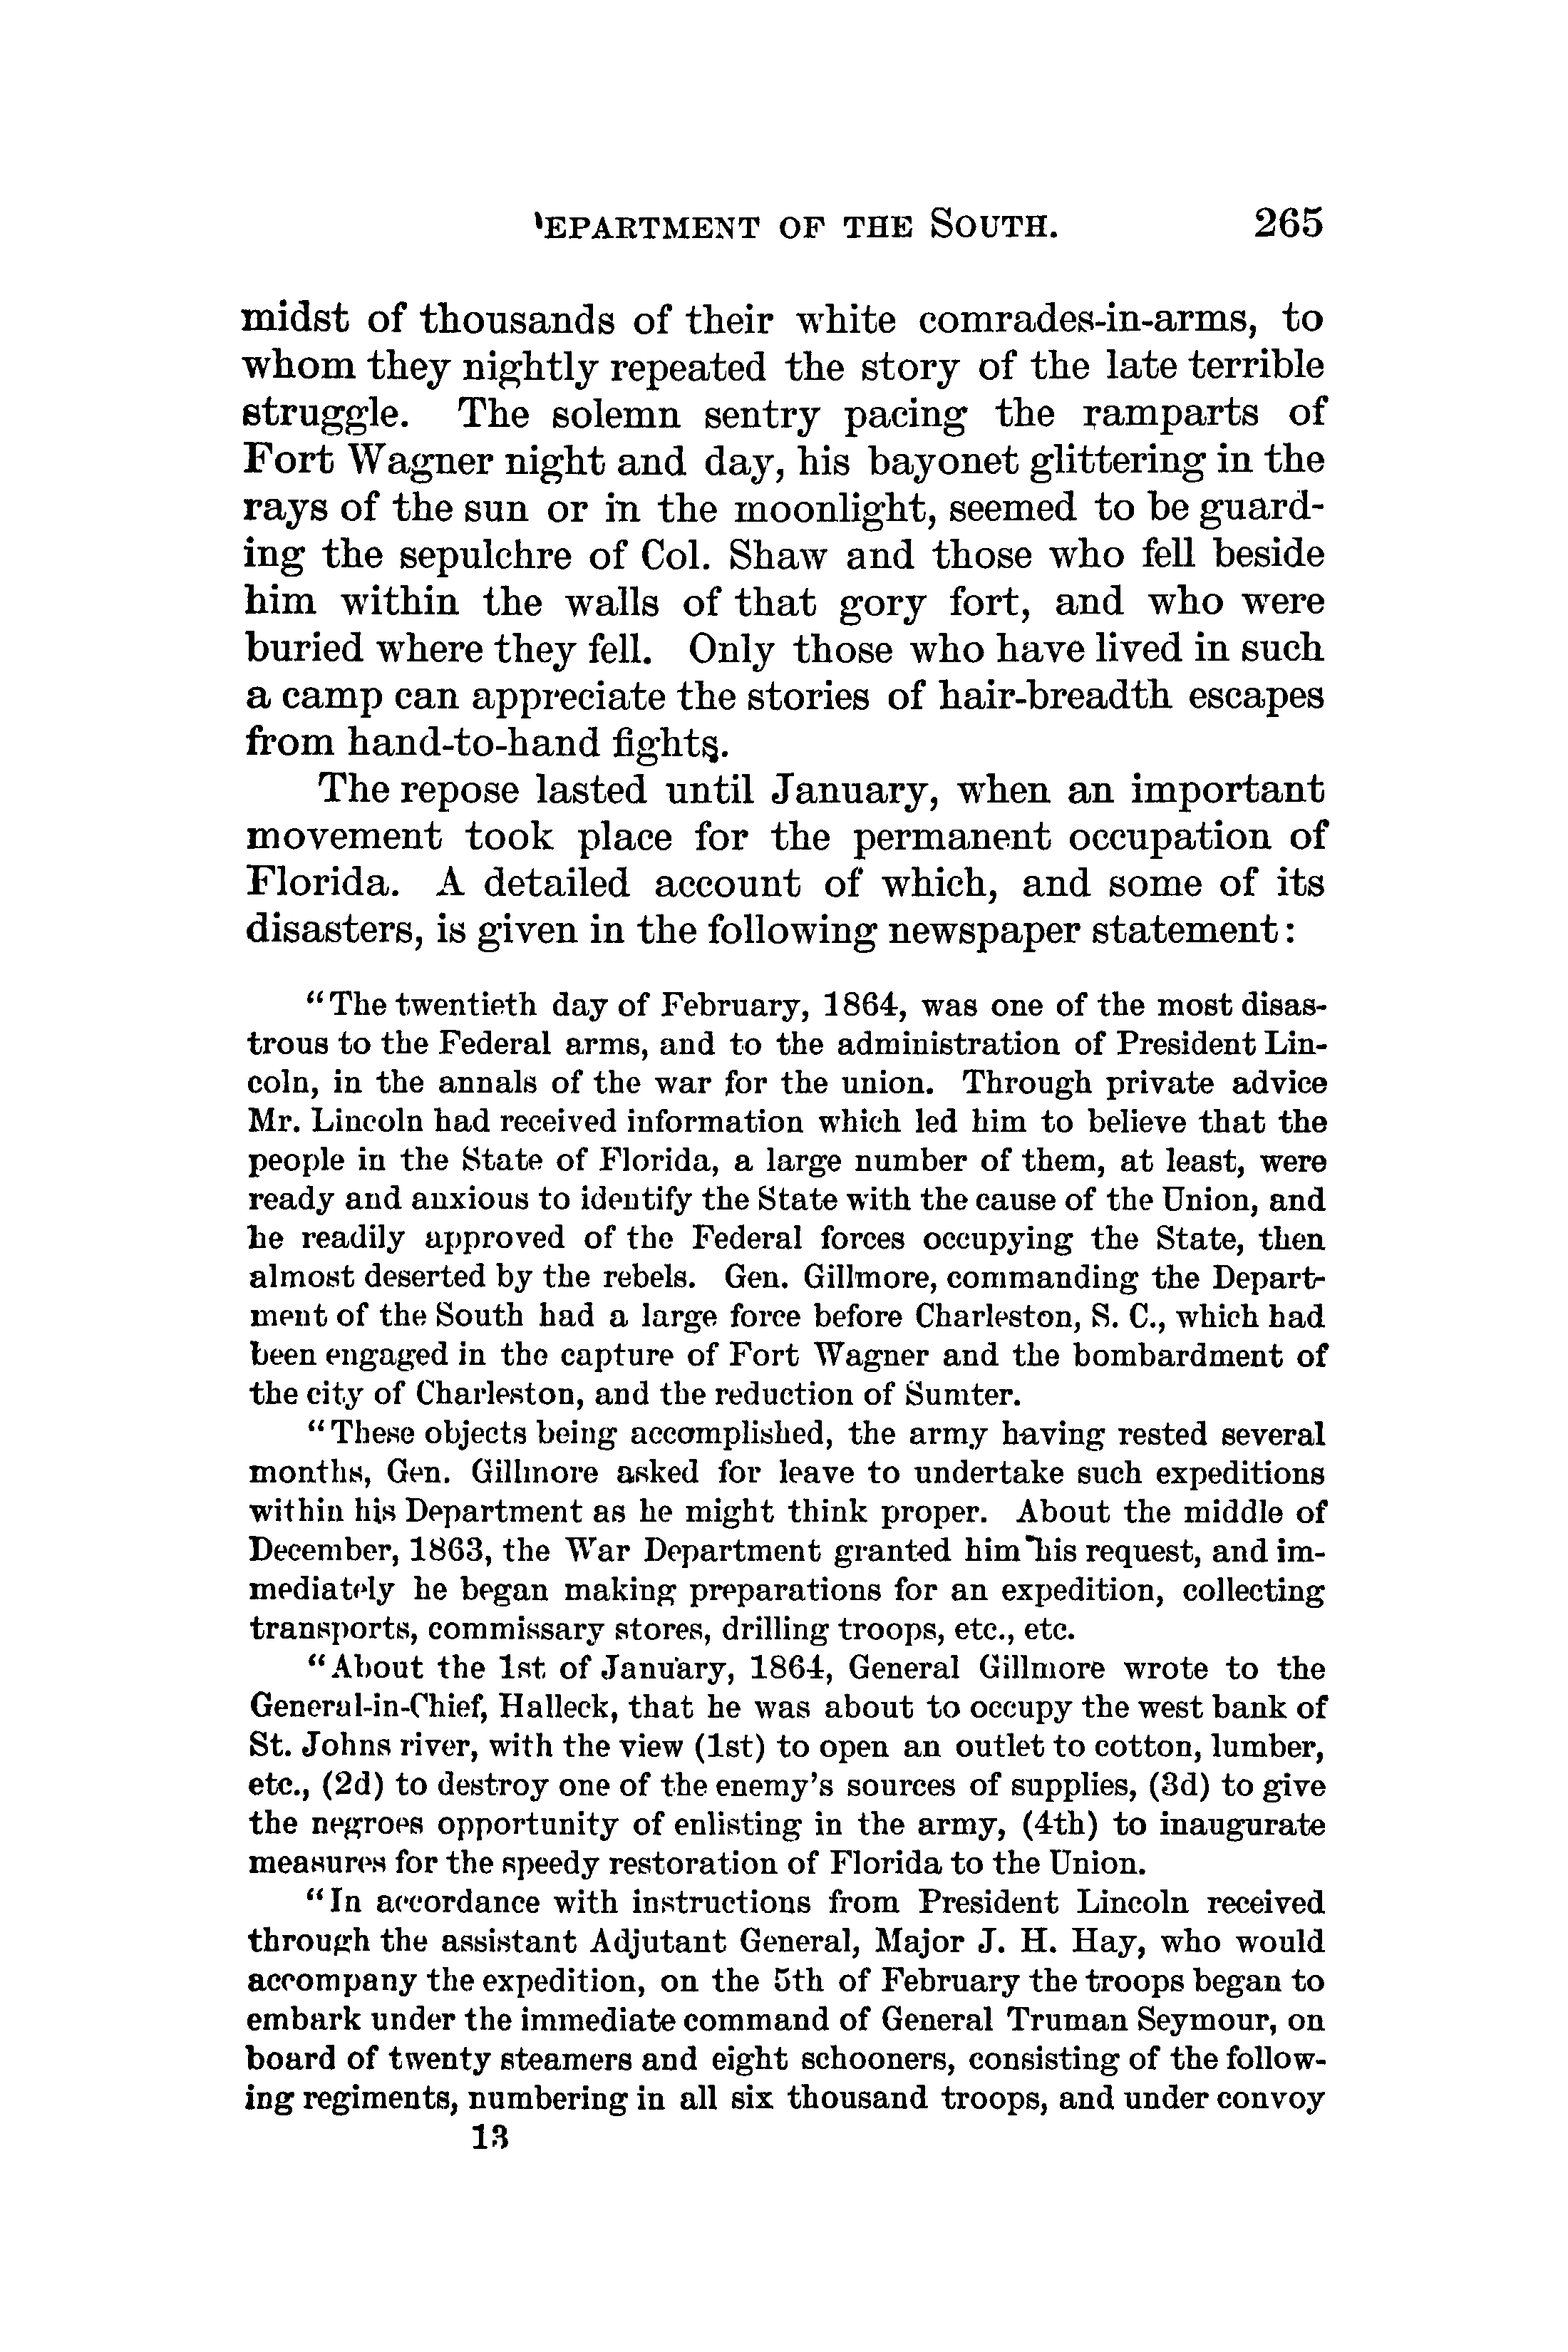 'EPARTMENT OF THE SOUTH. 265
midst of thousands of their white comrades-in-arms, to
whom they nightly repeated the story of the late terrible
struggle. The solemn sentry pacing the ramparts of
Fort Wagner night and day, his bayonet glittering in the
rays of the sun or in the moonlight, seemed to be guard-
ing the sepulchre of Col. Shaw and those who fell beside
him within the walls of that gory fort, and who were
buried where they fell. Only those who have lived in such
a camp can appreciate the stories of hair-breadth escapes
from hand-to-hand fights.
The repose lasted until January, when an important
movement took place for the permanent occupation of
Florida. A detailed account of which, and some of its
disasters, is given in the following newspaper statement:
"The twentieth day of February, 1864, was one of the most disas-
trous to the Federal arms, and to the administration of President Lin-
coln, in the annals of the war for the union. Through private advice
Mr. Lincoln had received information which led him to believe that the
people in the State of Florida, a large number of them, at least, were
ready and anxious to identify the State with the cause of the Union, and
he readily approved of the Federal forces occupying the State, then
almost deserted by the rebels. Gen. Gillmore, commanding the Depart-
ment of the South had a large force before Charleston, S. C., which had
been engaged in the capture of Fort Wagner and the bombardment of
the city of Charleston, and the reduction of Sumter.
"These objects being accomplished, the army having rested several
months, Gen. Gillmore asked for leave to undertake such expeditions
within his Department as he might think proper. About the middle of
December, 1863, the War Department granted him his request, and im-
mediately he began making preparations for an expedition, collecting
transports, commissary stores, drilling troops, etc., etc.
"About the 1st of January, 1864, General Gillmore wrote to the
General-in-Chief, Halleck, that he was about to occupy the west bank of
St. Johns river, with the view (1st) to open an outlet to cotton, lumber,
etc., (2d) to destroy one of the enemy's sources of supplies, (3d) to give
the negroes opportunity of enlisting in the army, (4th) to inaugurate
measures for the speedy restoration of Florida to the Union.
"In accordance with instructions from President Lincoln received
through the assistant Adjutant General, Major J. H. Hay, who would
accompany the expedition, on the 5th of February the troops began to
embark under the immediate command of General Truman Seymour, on
board of twenty steamers and eight schooners, consisting of the follow-
ing regiments, numbering in all six thousand troops, and under convoy
13